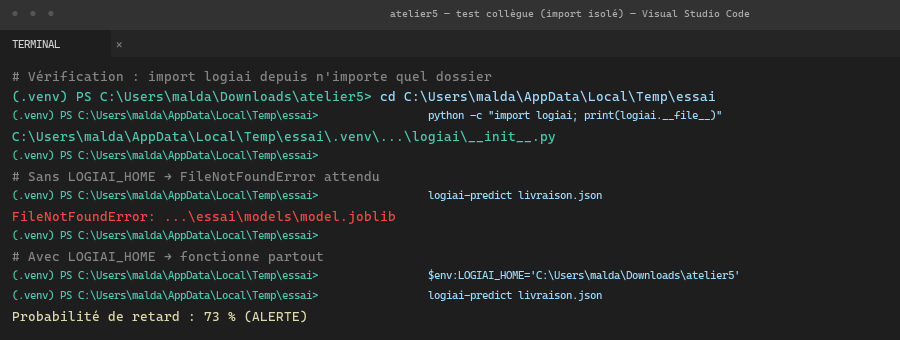 atelier5 — test collègue (import isolé) — Visual Studio Code
TERMINAL ×
# Vérification : import logiai depuis n'importe quel dossier
(.venv) PS C:\Users\malda\Downloads\atelier5> cd C:\Users\malda\AppData\Local\Temp\essai
(.venv) PS C:\Users\malda\AppData\Local\Temp\essai> python -c "import logiai; print(logiai.__file__)"
C:\Users\malda\AppData\Local\Temp\essai\.venv\...\logiai\__init__.py
(.venv) PS C:\Users\malda\AppData\Local\Temp\essai>
# Sans LOGIAI_HOME → FileNotFoundError attendu
(.venv) PS C:\Users\malda\AppData\Local\Temp\essai> logiai-predict livraison.json
FileNotFoundError: ...\essai\models\model.joblib
(.venv) PS C:\Users\malda\AppData\Local\Temp\essai>
# Avec LOGIAI_HOME → fonctionne partout
(.venv) PS C:\Users\malda\AppData\Local\Temp\essai> $env:LOGIAI_HOME='C:\Users\malda\Downloads\atelier5'
(.venv) PS C:\Users\malda\AppData\Local\Temp\essai> logiai-predict livraison.json
Probabilité de retard : 73 % (ALERTE)